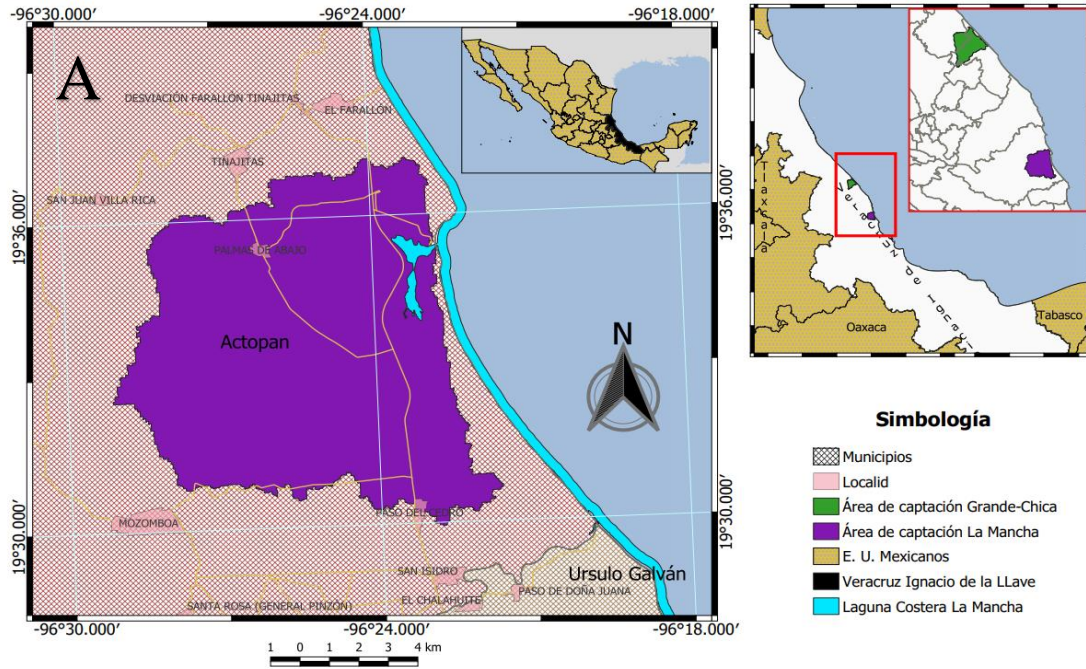 -96°30.000′ -96°24.000′ -96°18.000′
A
DESVIACIÓN FARALLÓN TINAJITAS
EL FARALLÓN
TINAJITAS
SAN JUAN VILLA RICA
19°36.000′
19°36.000′
PALMAS DE ABAJO
Actopan
N
PASO DEL CEDRO
MOZOMBOA
19°30.000′
19°30.000′
SAN ISIDRO
Ursulo Galván
PASO DE DOÑA JUANA
EL CHALAHUITE
SANTA ROSA (GENERAL PINZÓN)
-96°30.000′ -96°24.000′ -96°18.000′
1 0 1 2 3 4 km
Tlaxcala
Veracruz de Ignaci
Tabasco
Oaxaca
Simbología
Municipios
Localid
Área de captación Grande-Chica
Área de captación La Mancha
E. U. Mexicanos
Veracruz Ignacio de la LLave
Laguna Costera La Mancha